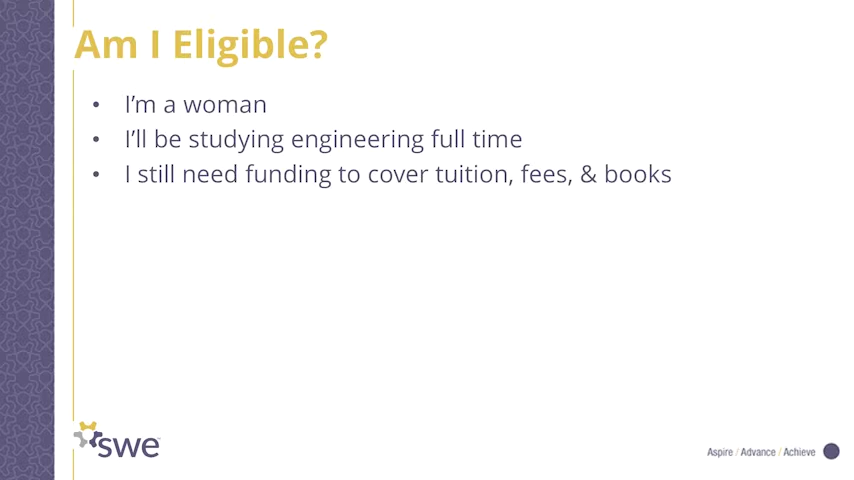 Am I Eligible?
• I’m a woman
• I’ll be studying engineering full time
• I still need funding to cover tuition, fees, & books
swe
Aspire / Advance / Achieve